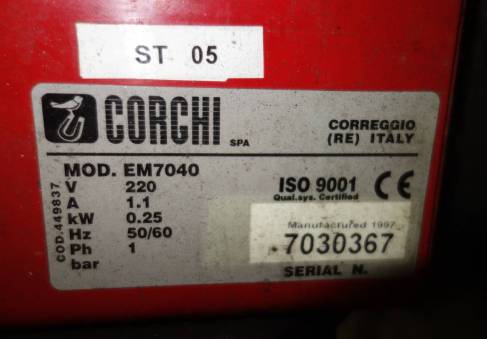 ST 05
CORGHI SPA
CORREGGIO
(RE) ITALY
MOD. EM7040
V 220
A 1.1
kW 0.25
Hz 50/60
Ph 1
bar
COD.449837
ISO 9001 CE
Qual.sys. Certified
Manufactured 1997
7030367
SERIAL N.